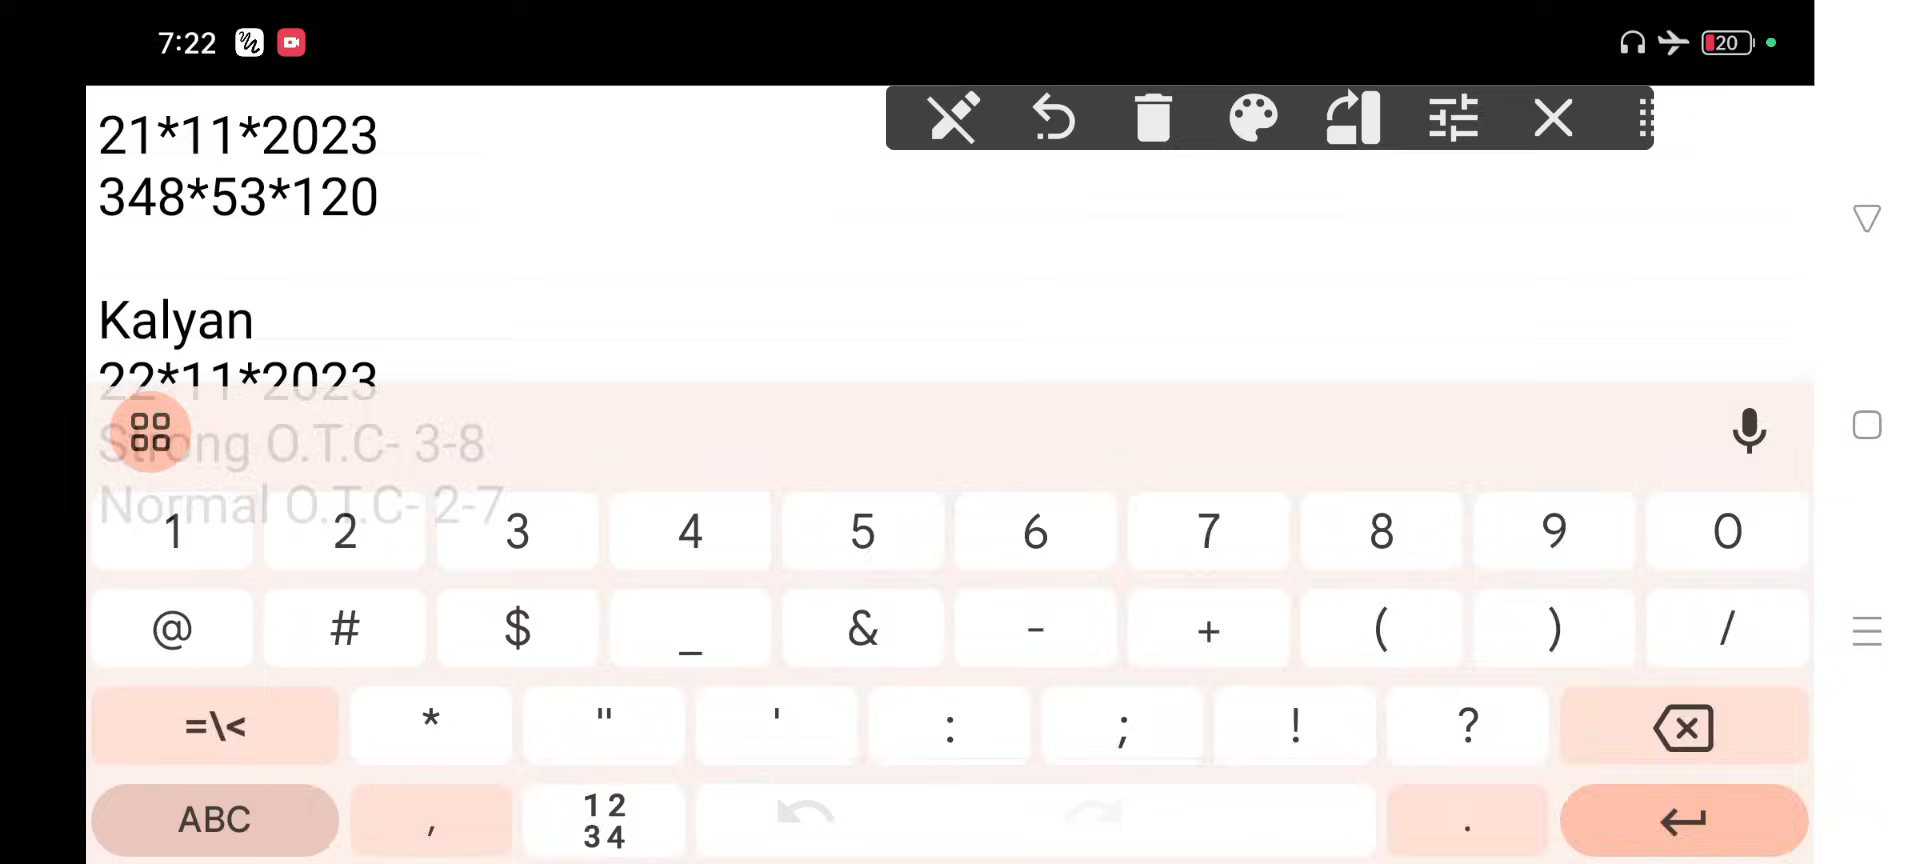 7:22
20
21*11*2023
348*53*120
Kalyan
22*11*2023
Strong O.T.C- 3-8
Normal O.T.C- 2-7
1 2 3 4 5 6 7 8 9 0
@ # $ _ & - + ( ) /
=\< * " ' : ; ! ?
ABC , 12 .
34